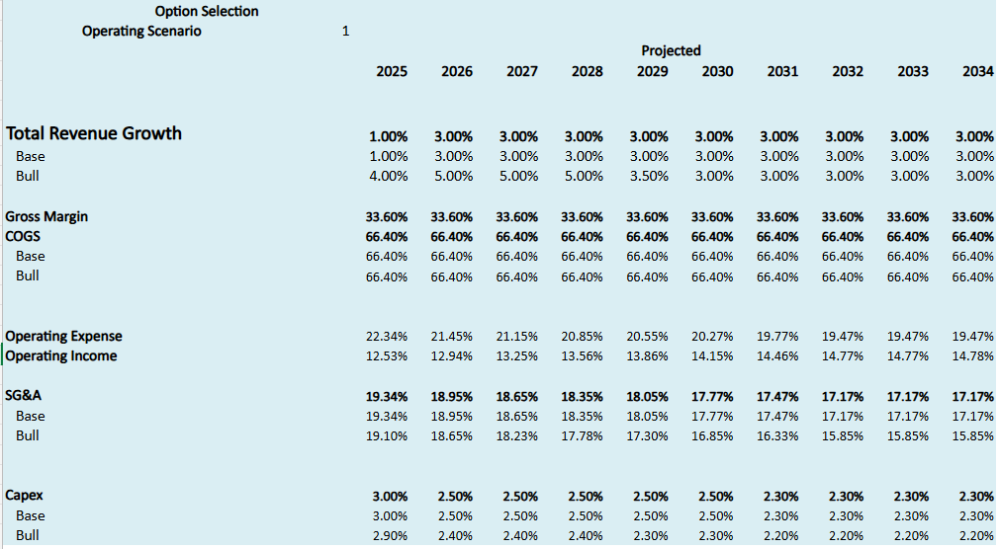 Option Selection
Operating Scenario 1
Projected
2025 2026 2027 2028 2029 2030 2031 2032 2033 2034
Total Revenue Growth 1.00% 3.00% 3.00% 3.00% 3.00% 3.00% 3.00% 3.00% 3.00% 3.00%
Base 1.00% 3.00% 3.00% 3.00% 3.00% 3.00% 3.00% 3.00% 3.00% 3.00%
Bull 4.00% 5.00% 5.00% 5.00% 3.50% 3.00% 3.00% 3.00% 3.00% 3.00%
Gross Margin 33.60% 33.60% 33.60% 33.60% 33.60% 33.60% 33.60% 33.60% 33.60% 33.60%
COGS 66.40% 66.40% 66.40% 66.40% 66.40% 66.40% 66.40% 66.40% 66.40% 66.40%
Base 66.40% 66.40% 66.40% 66.40% 66.40% 66.40% 66.40% 66.40% 66.40% 66.40%
Bull 66.40% 66.40% 66.40% 66.40% 66.40% 66.40% 66.40% 66.40% 66.40% 66.40%
Operating Expense 22.34% 21.45% 21.15% 20.85% 20.55% 20.27% 19.77% 19.47% 19.47% 19.47%
Operating Income 12.53% 12.94% 13.25% 13.56% 13.86% 14.15% 14.46% 14.77% 14.77% 14.78%
SG&A 19.34% 18.95% 18.65% 18.35% 18.05% 17.77% 17.47% 17.17% 17.17% 17.17%
Base 19.34% 18.95% 18.65% 18.35% 18.05% 17.77% 17.47% 17.17% 17.17% 17.17%
Bull 19.10% 18.65% 18.23% 17.78% 17.30% 16.85% 16.33% 15.85% 15.85% 15.85%
Capex 3.00% 2.50% 2.50% 2.50% 2.50% 2.50% 2.30% 2.30% 2.30% 2.30%
Base 3.00% 2.50% 2.50% 2.50% 2.50% 2.50% 2.30% 2.30% 2.30% 2.30%
Bull 2.90% 2.40% 2.40% 2.40% 2.30% 2.30% 2.20% 2.20% 2.20% 2.20%